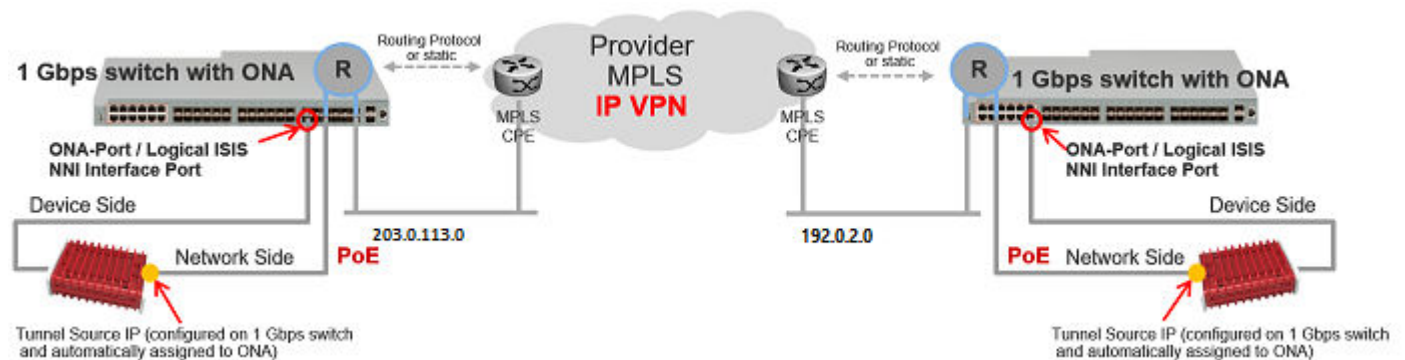 1 Gbps switch with ONA
R
Routing Protocol
or static
MPLS
CPE
Provider
MPLS
IP VPN
Routing Protocol
or static
MPLS
CPE
R
1 Gbps switch with ONA
ONA-Port / Logical ISIS
NNI Interface Port
ONA-Port / Logical ISIS
NNI Interface Port
Device Side
Device Side
203.0.113.0
192.0.2.0
Network Side
PoE
PoE
Network Side
Tunnel Source IP (configured on 1 Gbps switch
and automatically assigned to ONA)
Tunnel Source IP (configured on 1 Gbps switch
and automatically assigned to ONA)